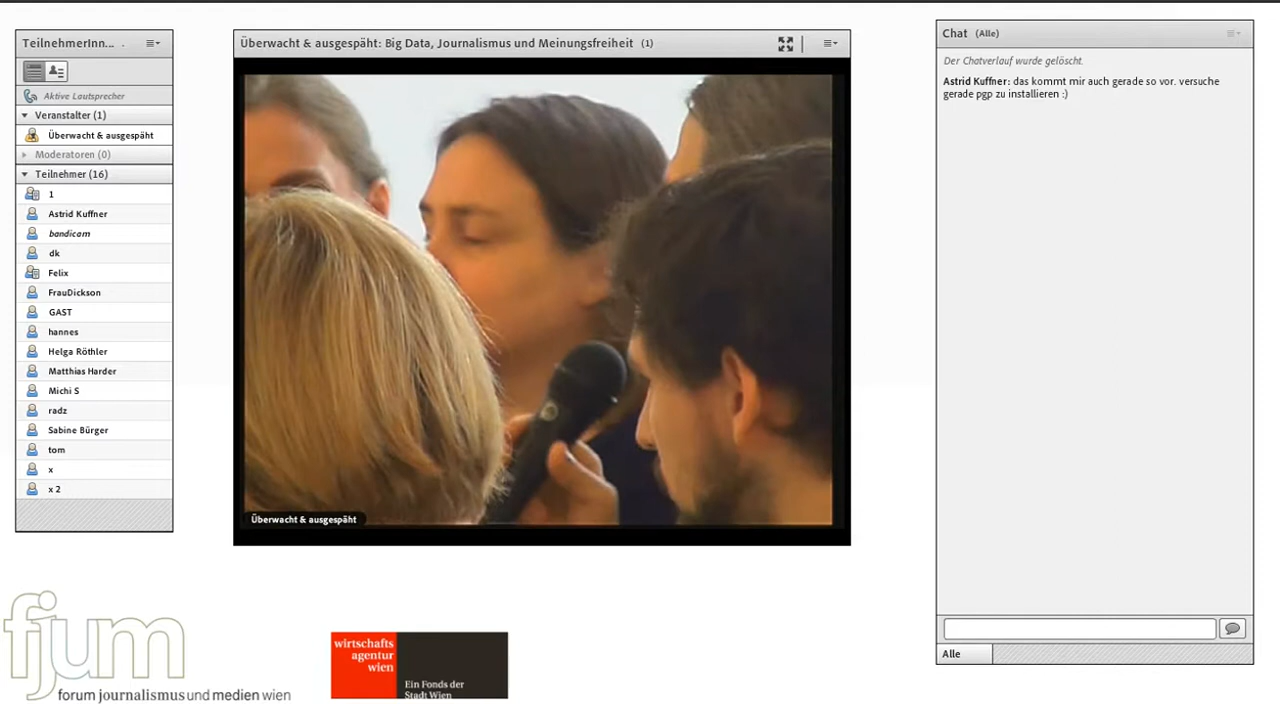 TeilnehmerInn... .
Aktive Lautsprecher
Veranstalter (1)
Überwacht & ausgespäht
Moderatoren (0)
Teilnehmer (16)
1
Astrid Kuffner
bandicam
dk
Felix
FrauDickson
GAST
hannes
Helga Röthler
Matthias Harder
Michi S
radz
Sabine Bürger
tom
x
x 2
Überwacht & ausgespäht: Big Data, Journalismus und Meinungsfreiheit (1)
Überwacht & ausgespäht
Chat (Alle)
Der Chatverlauf wurde gelöscht.
Astrid Kuffner: das kommt mir auch gerade so vor. versuche
gerade pgp zu installieren :)
Alle
fjum
forum journalismus und medien wien
wirtschafts
agentur
wien
Ein Fonds der
Stadt Wien